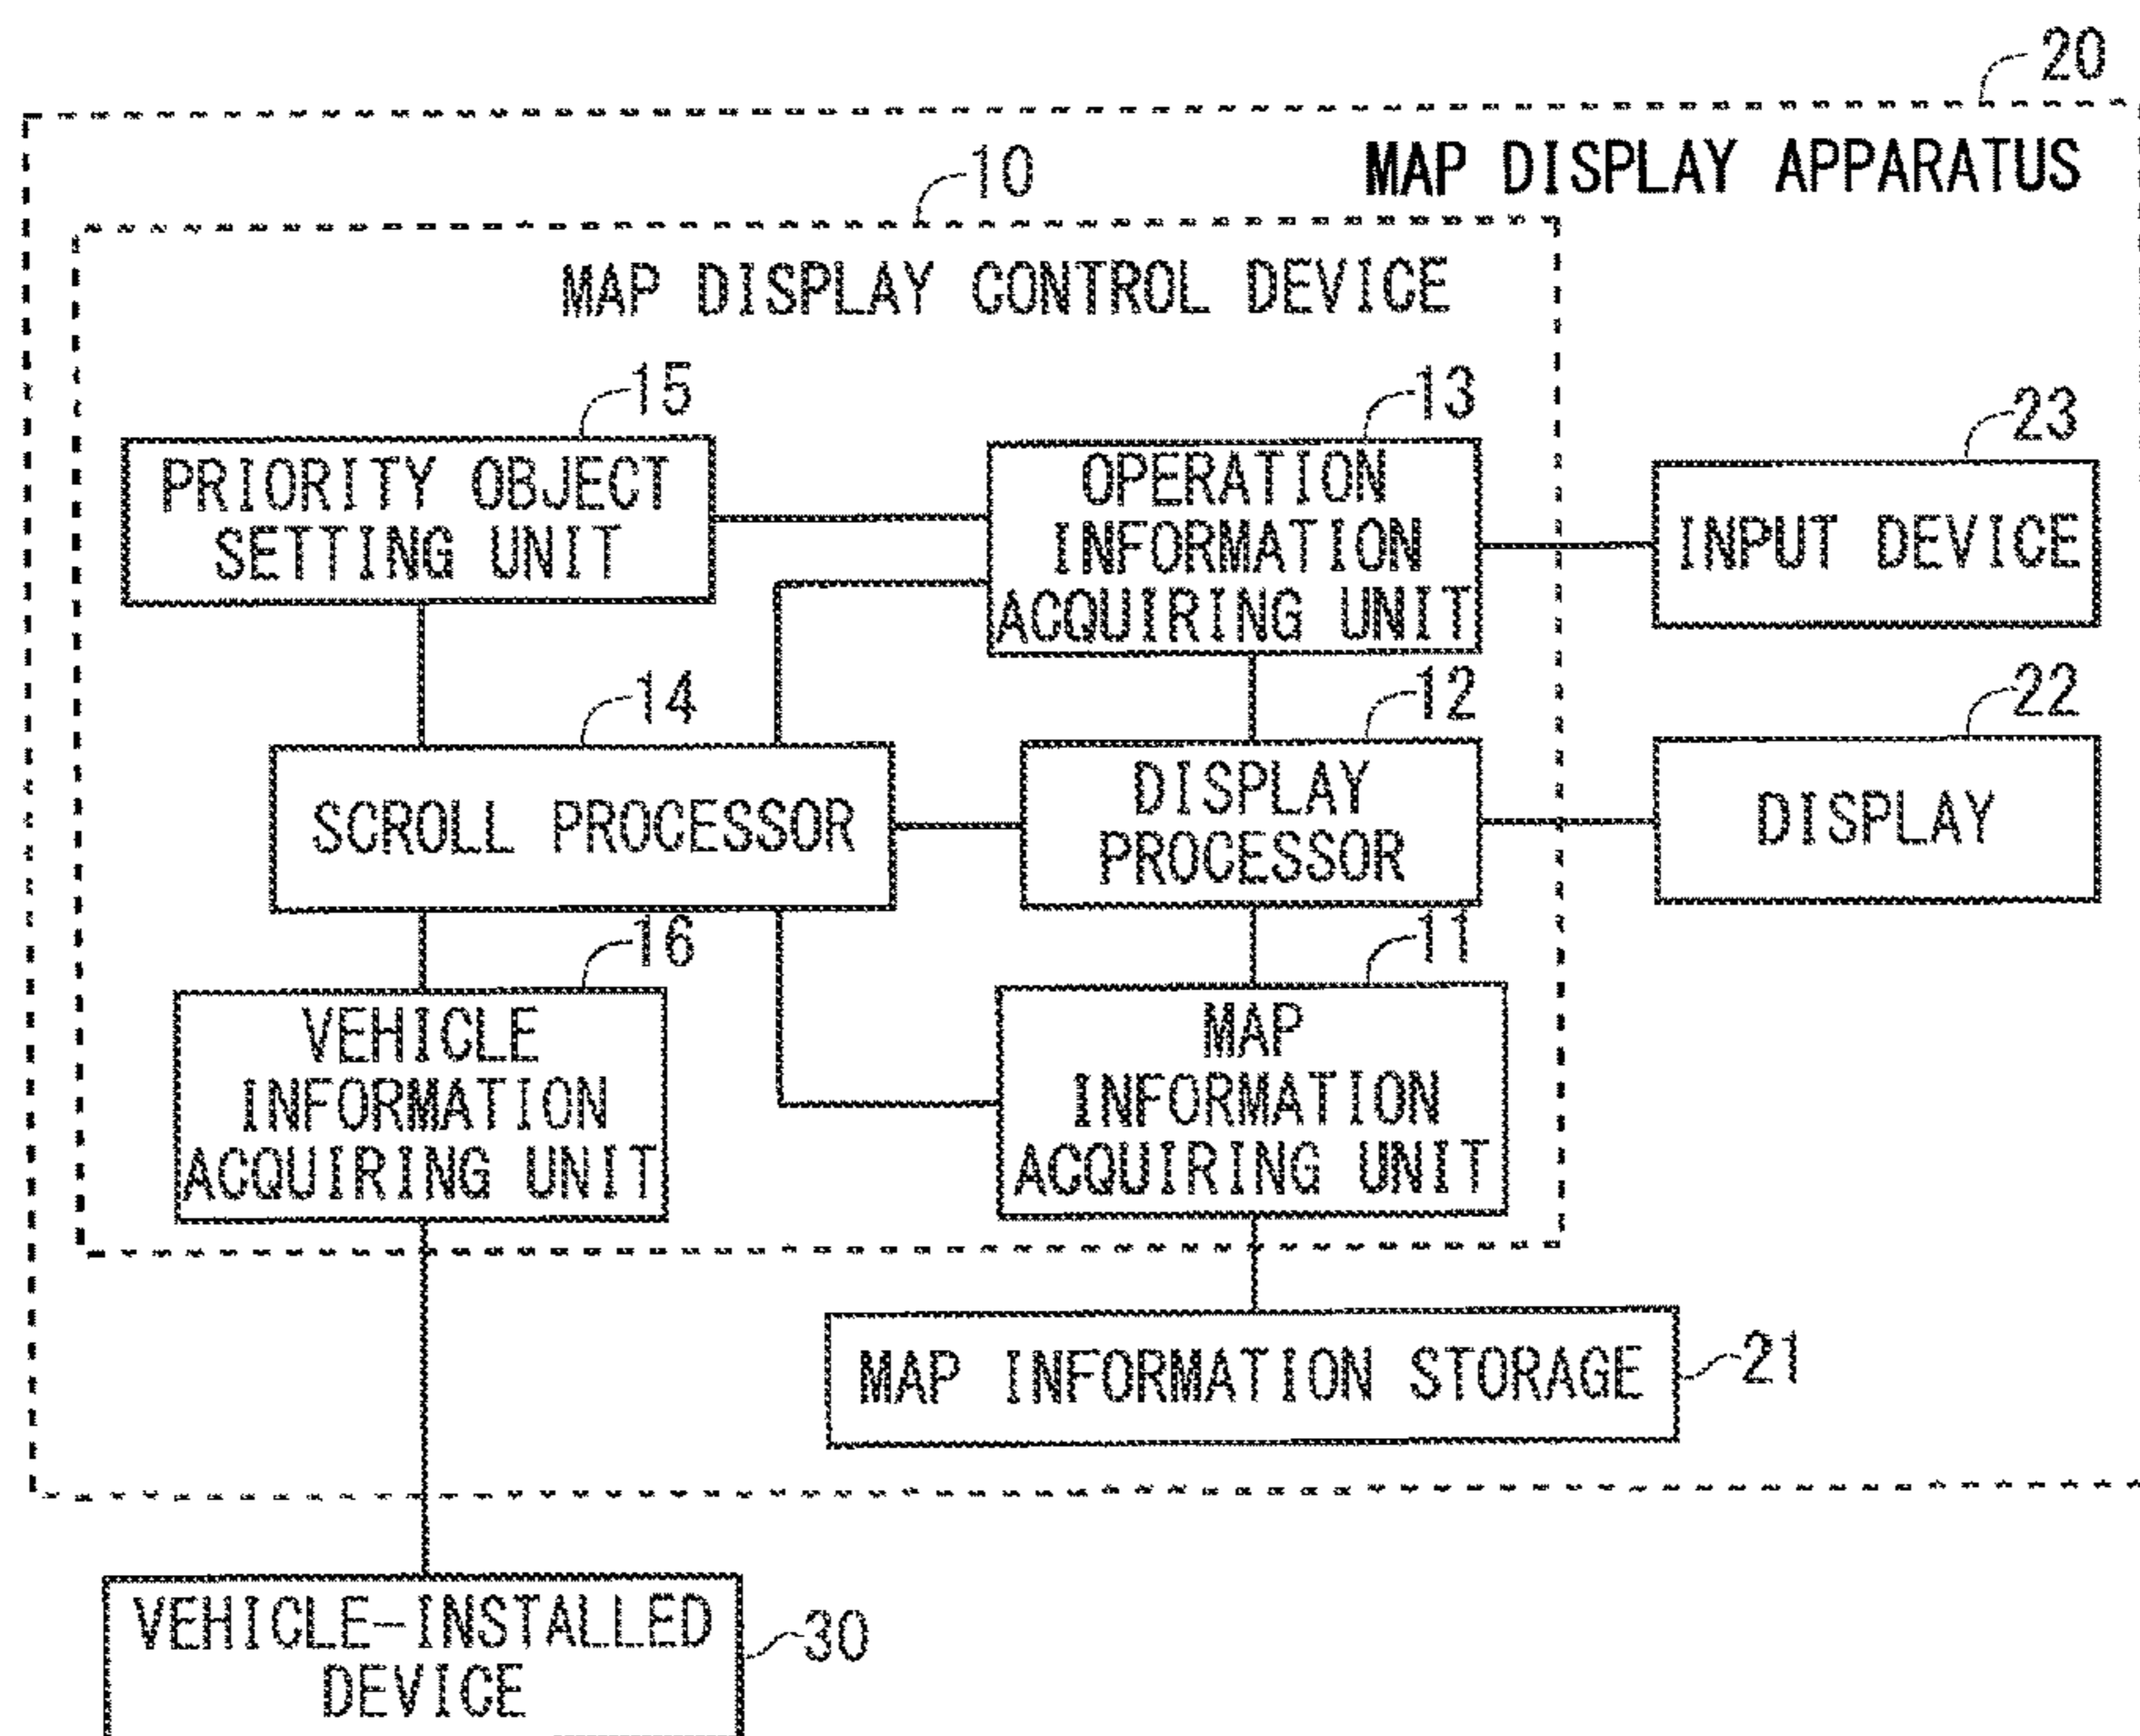 20
MAP DISPLAY APPARATUS
10
MAP DISPLAY CONTROL DEVICE
15
PRIORITY OBJECT
SETTING UNIT
13
OPERATION
INFORMATION
ACQUIRING UNIT
23
INPUT DEVICE
14
SCROLL PROCESSOR
12
DISPLAY
PROCESSOR
22
DISPLAY
16
VEHICLE
INFORMATION
ACQUIRING UNIT
11
MAP
INFORMATION
ACQUIRING UNIT
MAP INFORMATION STORAGE
21
VEHICLE-INSTALLED
DEVICE
30